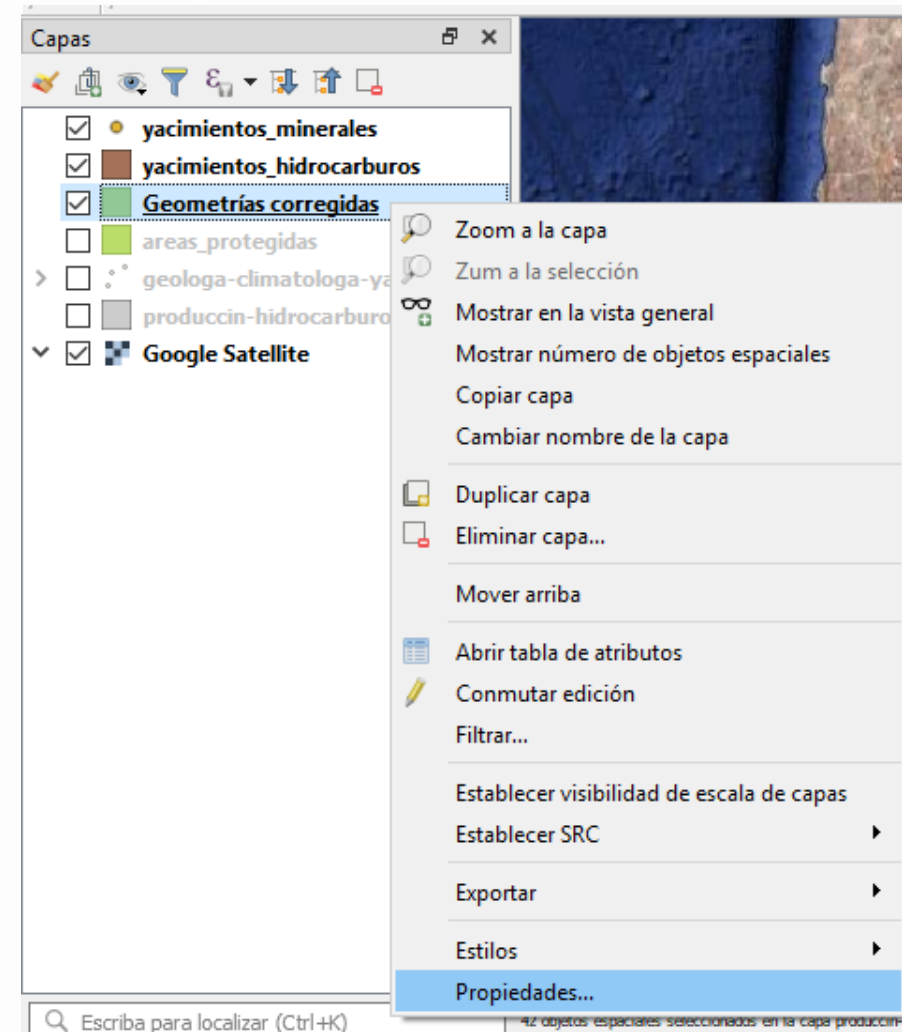 Capas
yacimientos_minerales
yacimientos_hidrocarburos
Geometrías corregidas
areas_protegidas
geologa-climatologa-ya
produccin-hidrocarburo
Google Satellite
Zoom a la capa
Zum a la selección
Mostrar en la vista general
Mostrar número de objetos espaciales
Copiar capa
Cambiar nombre de la capa
Duplicar capa
Eliminar capa...
Mover arriba
Abrir tabla de atributos
Conmutar edición
Filtrar...
Establecer visibilidad de escala de capas
Establecer SRC
Exportar
Estilos
Propiedades...
Escriba para localizar (Ctrl+K)
42 objetos espaciales seleccionados en la capa produccin-